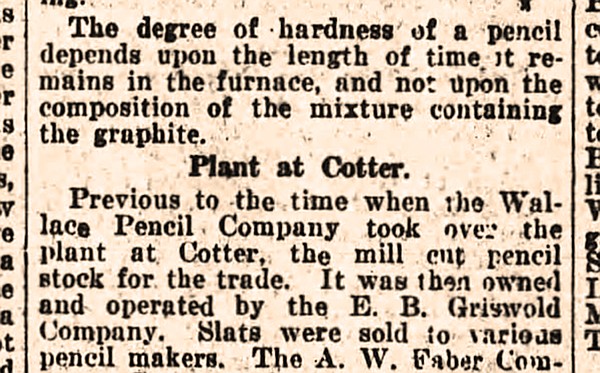 The degree of hardness of a pencil
depends upon the length of time it re-
mains in the furnace, and not upon the
composition of the mixture containing
the graphite.
Plant at Cotter.
Previous to the time when the Wal-
lace Pencil Company took over the
plant at Cotter, the mill cut pencil
stock for the trade. It was then owned
and operated by the E. B. Griswold
Company. Slats were sold to various
pencil makers. The A. W. Faber Com-